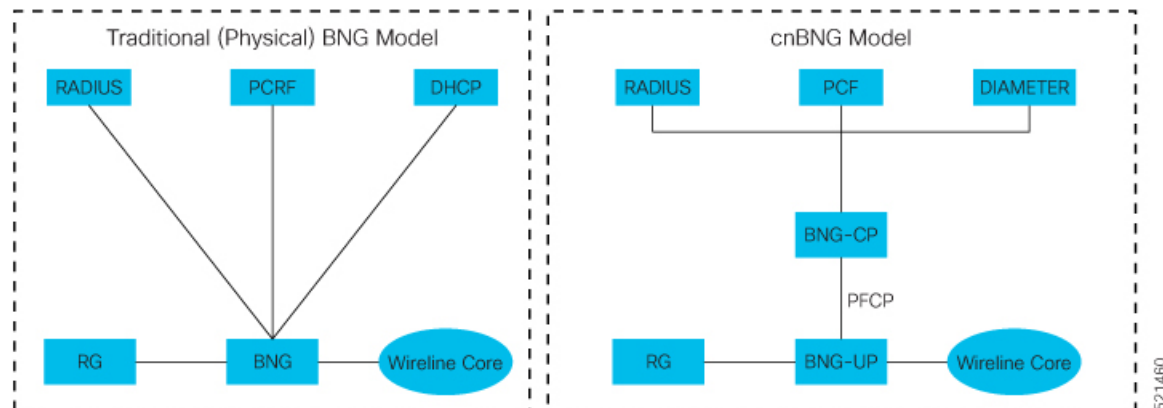 Traditional (Physical) BNG Model
RADIUS
PCRF
DHCP
RG
BNG
Wireline Core
cnBNG Model
RADIUS
PCF
DIAMETER
BNG-CP
PFCP
RG
BNG-UP
Wireline Core
521460